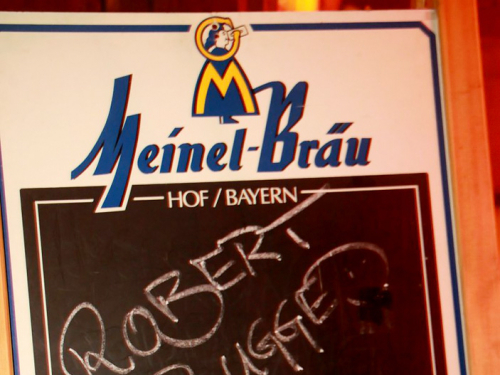 M
Meinel-Bräu
HOF / BAYERN
ROBERT